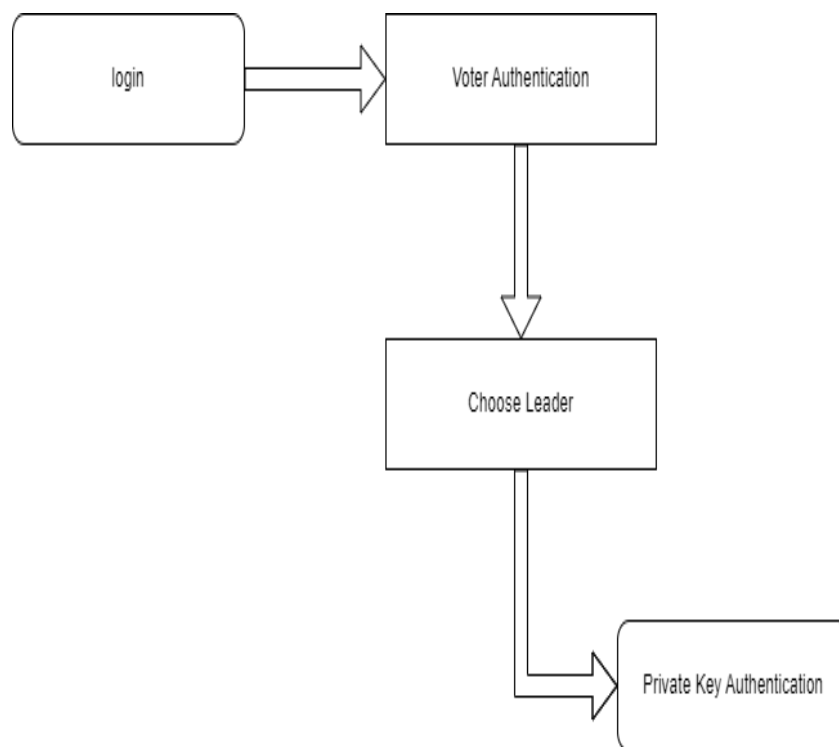 login
Voter Authentication
Choose Leader
Private Key Authentication